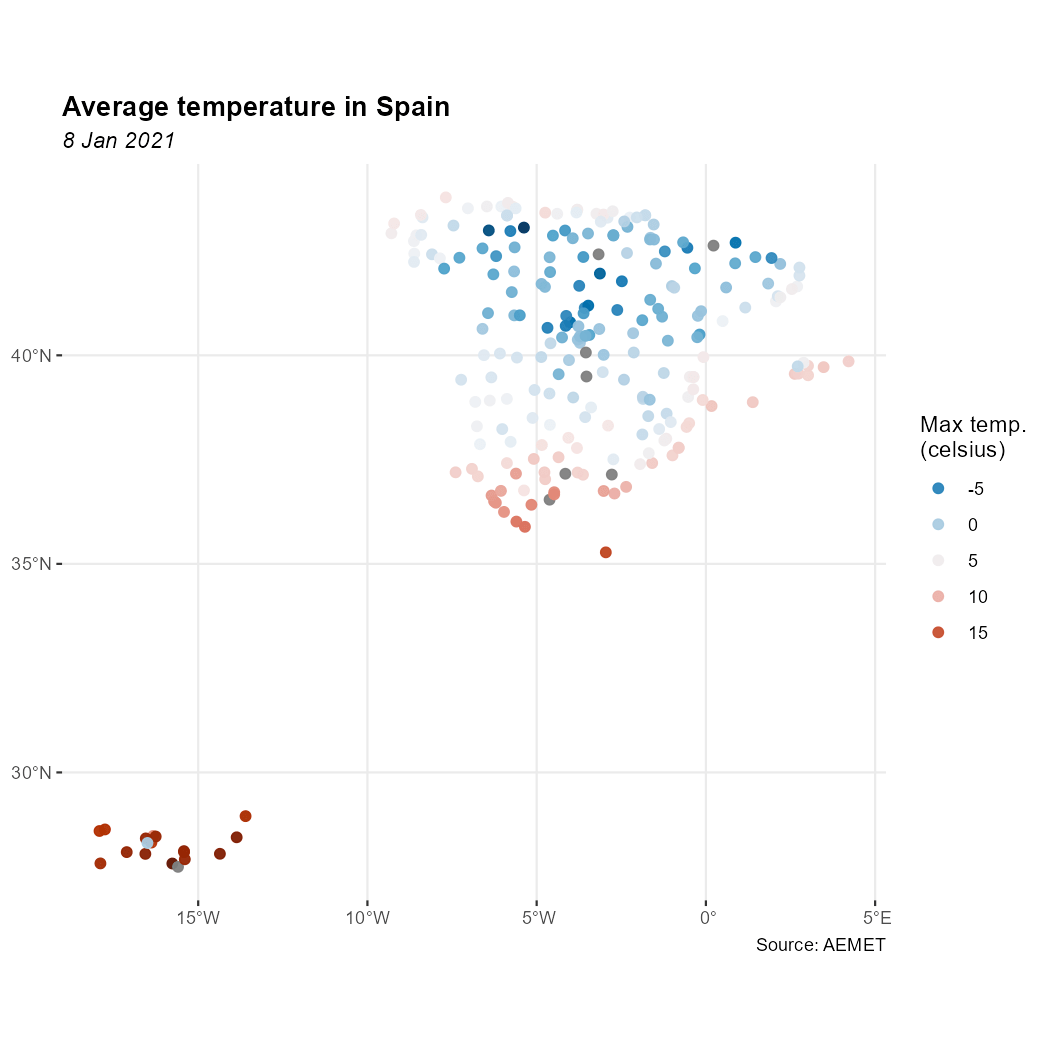 Average temperature in Spain
8 Jan 2021
40°N
35°N
30°N
15°W
10°W
5°W
0°
5°E
Max temp.
(celsius)
-5
0
5
10
15
Source: AEMET